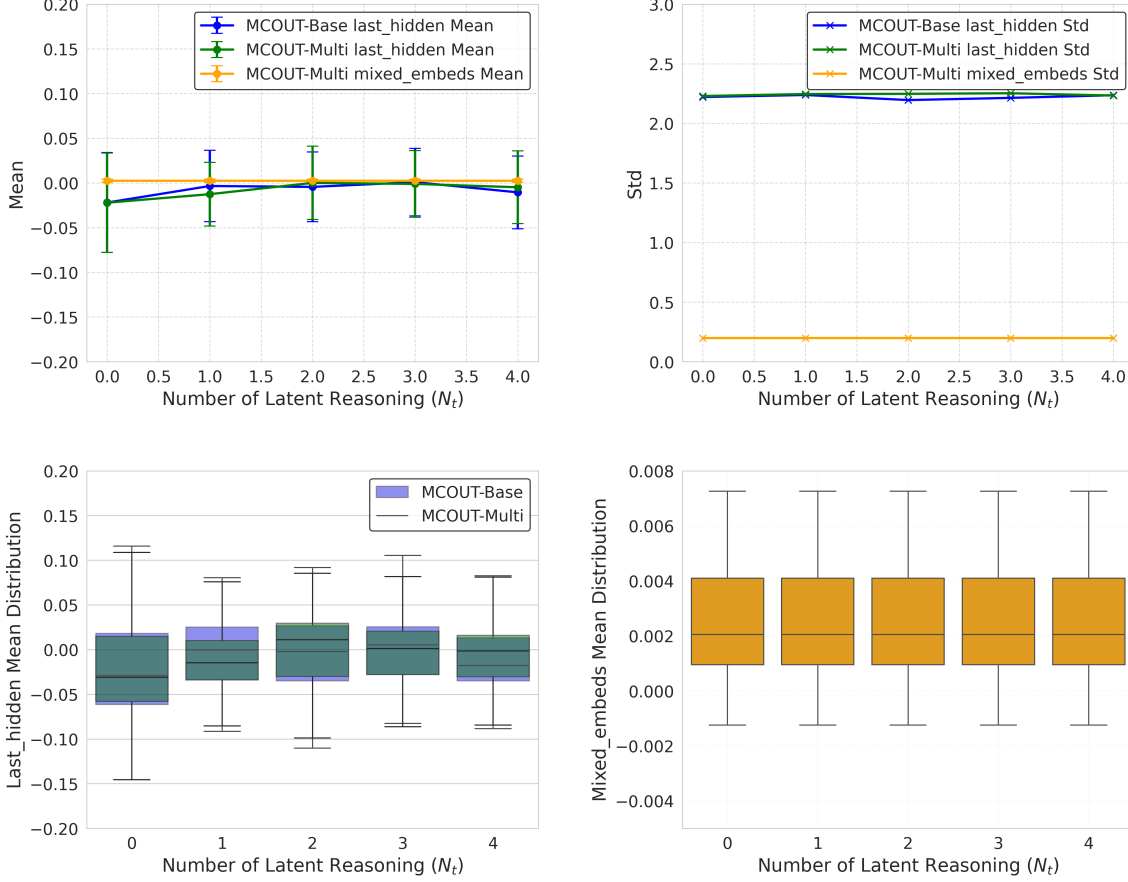 0.20
0.10
0.05
0.00
−0.05
−0.10
−0.15
−0.20
Mean
MCOUT-Base last_hidden Mean
MCOUT-Multi last_hidden Mean
MCOUT-Multi mixed_embeds Mean
0.0 0.5 1.0 1.5 2.0 2.5 3.0 3.5 4.0
Number of Latent Reasoning (Nt)
3.0
2.5
2.0
1.5
1.0
0.5
0.0
Std
MCOUT-Base last_hidden Std
MCOUT-Multi last_hidden Std
MCOUT-Multi mixed_embeds Std
0.0 0.5 1.0 1.5 2.0 2.5 3.0 3.5 4.0
Number of Latent Reasoning (Nt)
0.20
0.15
0.10
0.05
0.00
−0.05
−0.10
−0.15
−0.20
Last_hidden Mean Distribution
MCOUT-Base
MCOUT-Multi
0 1 2 3 4
Number of Latent Reasoning (Nt)
0.008
0.006
0.004
0.002
0.000
−0.002
−0.004
Mixed_embeds Mean Distribution
0 1 2 3 4
Number of Latent Reasoning (Nt)